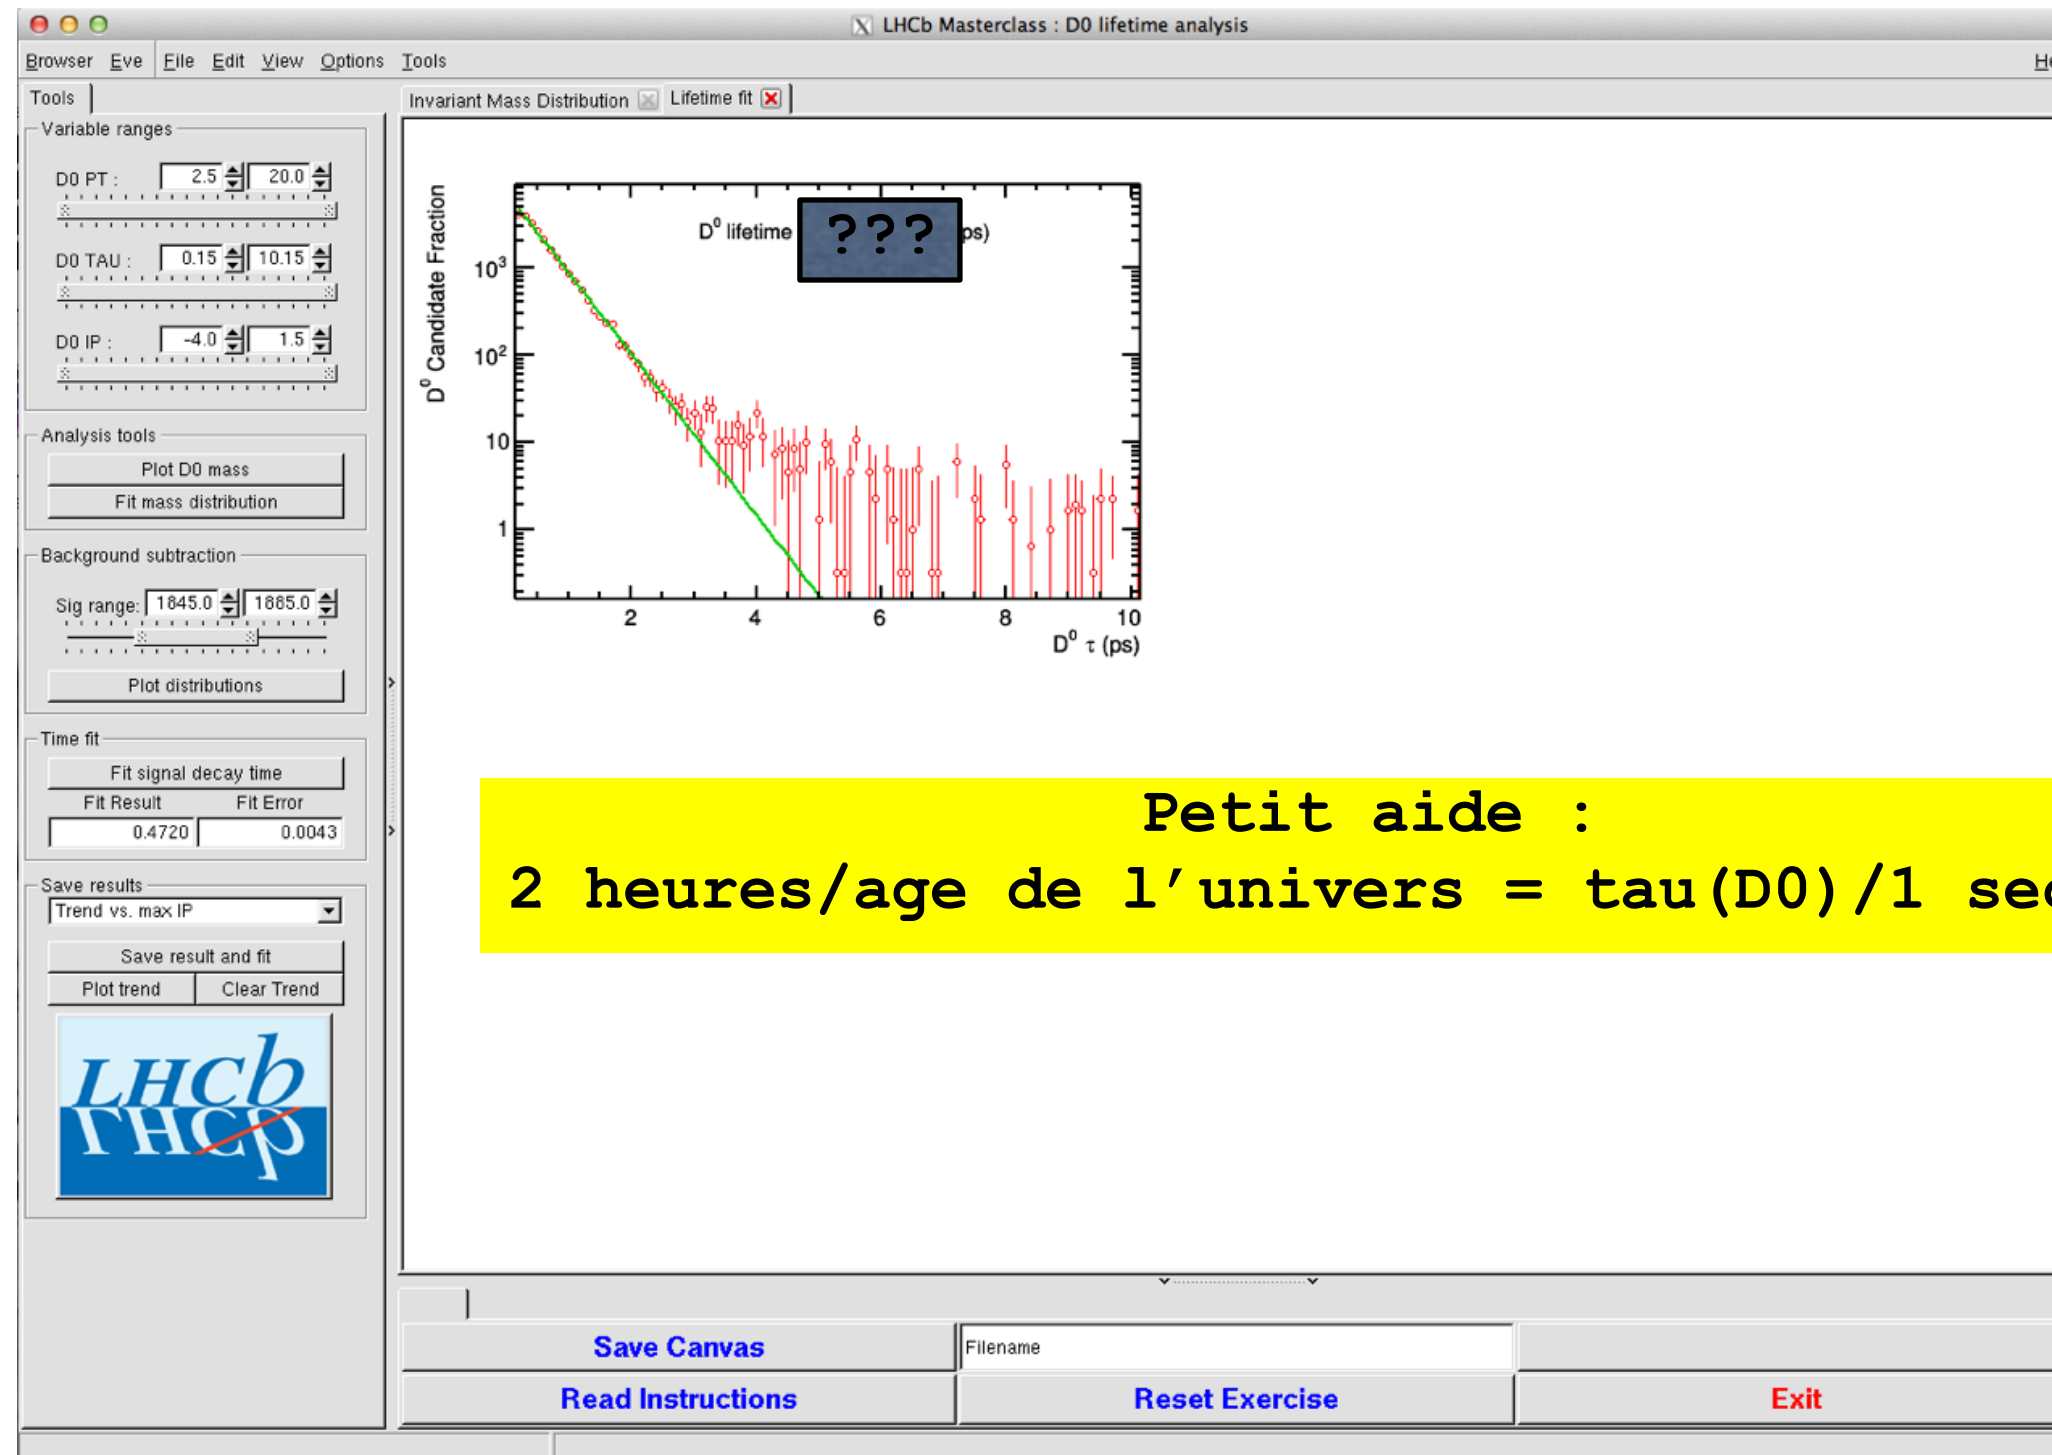 LHCb Masterclass : D0 lifetime analysis
Browser Eve File Edit View Options Tools
Tools
Invariant Mass Distribution Lifetime fit
Variable ranges
D0 PT : 2.5 20.0
D0 TAU : 0.15 10.15
D0 IP : -4.0 1.5
Analysis tools
Plot D0 mass
Fit mass distribution
Background subtraction
Sig range: 1845.0 1885.0
Plot distributions
Time fit
Fit signal decay time
Fit Result Fit Error
0.4720 0.0043
Save results
Trend vs. max IP
Save result and fit
Plot trend Clear Trend
LHCb
D⁰ Candidate Fraction
D⁰ lifetime ??? ps)
10³
10²
10
1
2 4 6 8 10
D⁰ τ (ps)
Petit aide :
2 heures/age de l’univers = tau(D0)/1 sec
Save Canvas Filename
Read Instructions Reset Exercise Exit